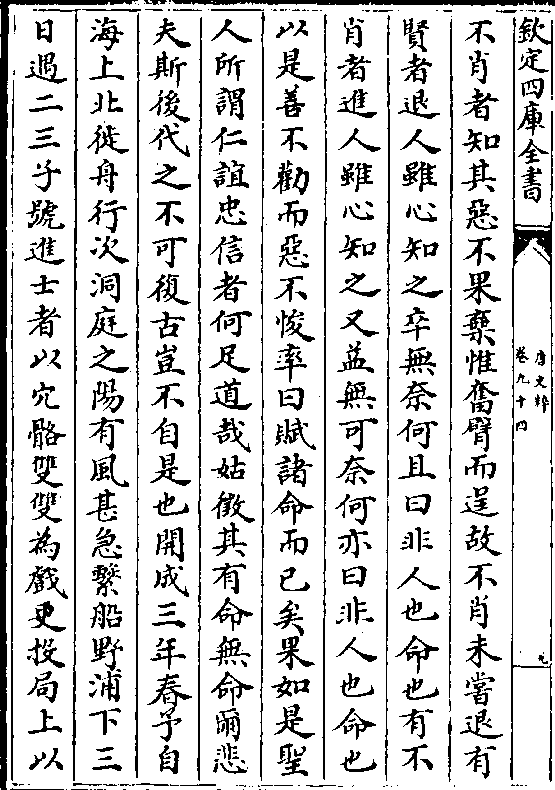 欽定四庫全書
唐文粹
卷九十四
九
不肖者知其惡不果棄惟奮臂而逞故不肖未嘗退有
賢者退人雖心知之卒無奈何且曰非人也命也有不
肖者進人雖心知之又益無可奈何亦曰非人也命也
以是善不勸而惡不悛率曰賦諸命而已矣果如是聖
人所謂仁誼忠信者何足道哉姑徵其有命無命爾悲
夫斯後代之不可復古豈不自是也開成三年春予自
海上北徙舟行次洞庭之陽有風甚急繫船野浦下三
日遇二三子號進士者以穴骼雙雙為戲更投局上以